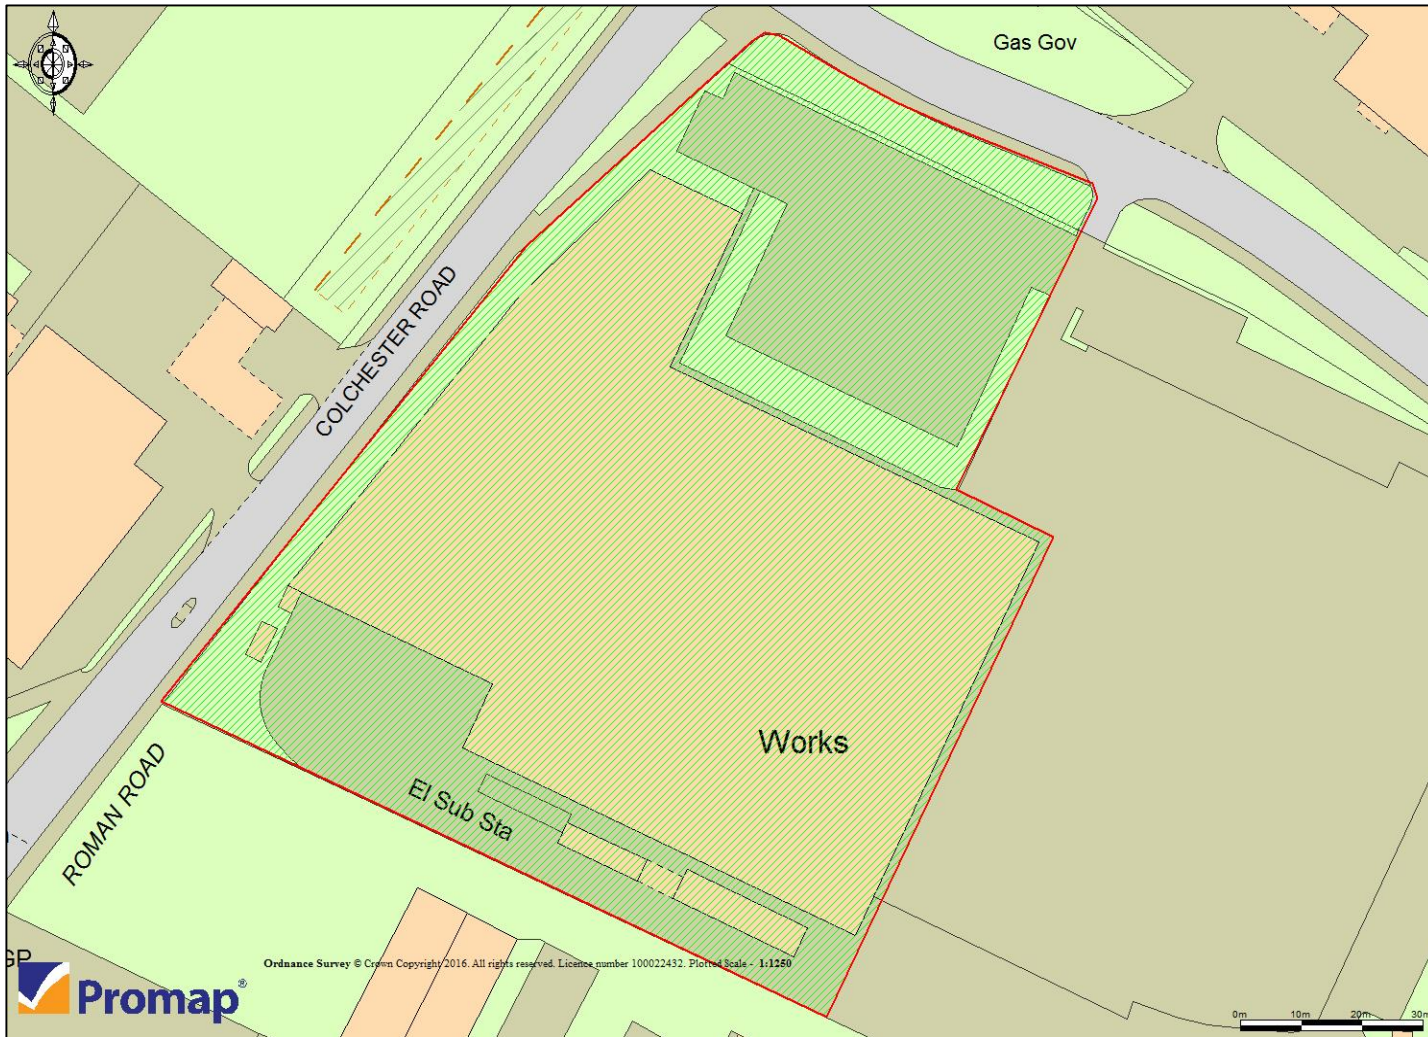 Gas Gov
COLCHESTER ROAD
Works
El Sub Sta
ROMAN ROAD
GP
Ordnance Survey © Crown Copyright 2016. All rights reserved. Licence number 100022432. Plotted Scale - 1:1250
Promap®
0m 10m 20m 30m